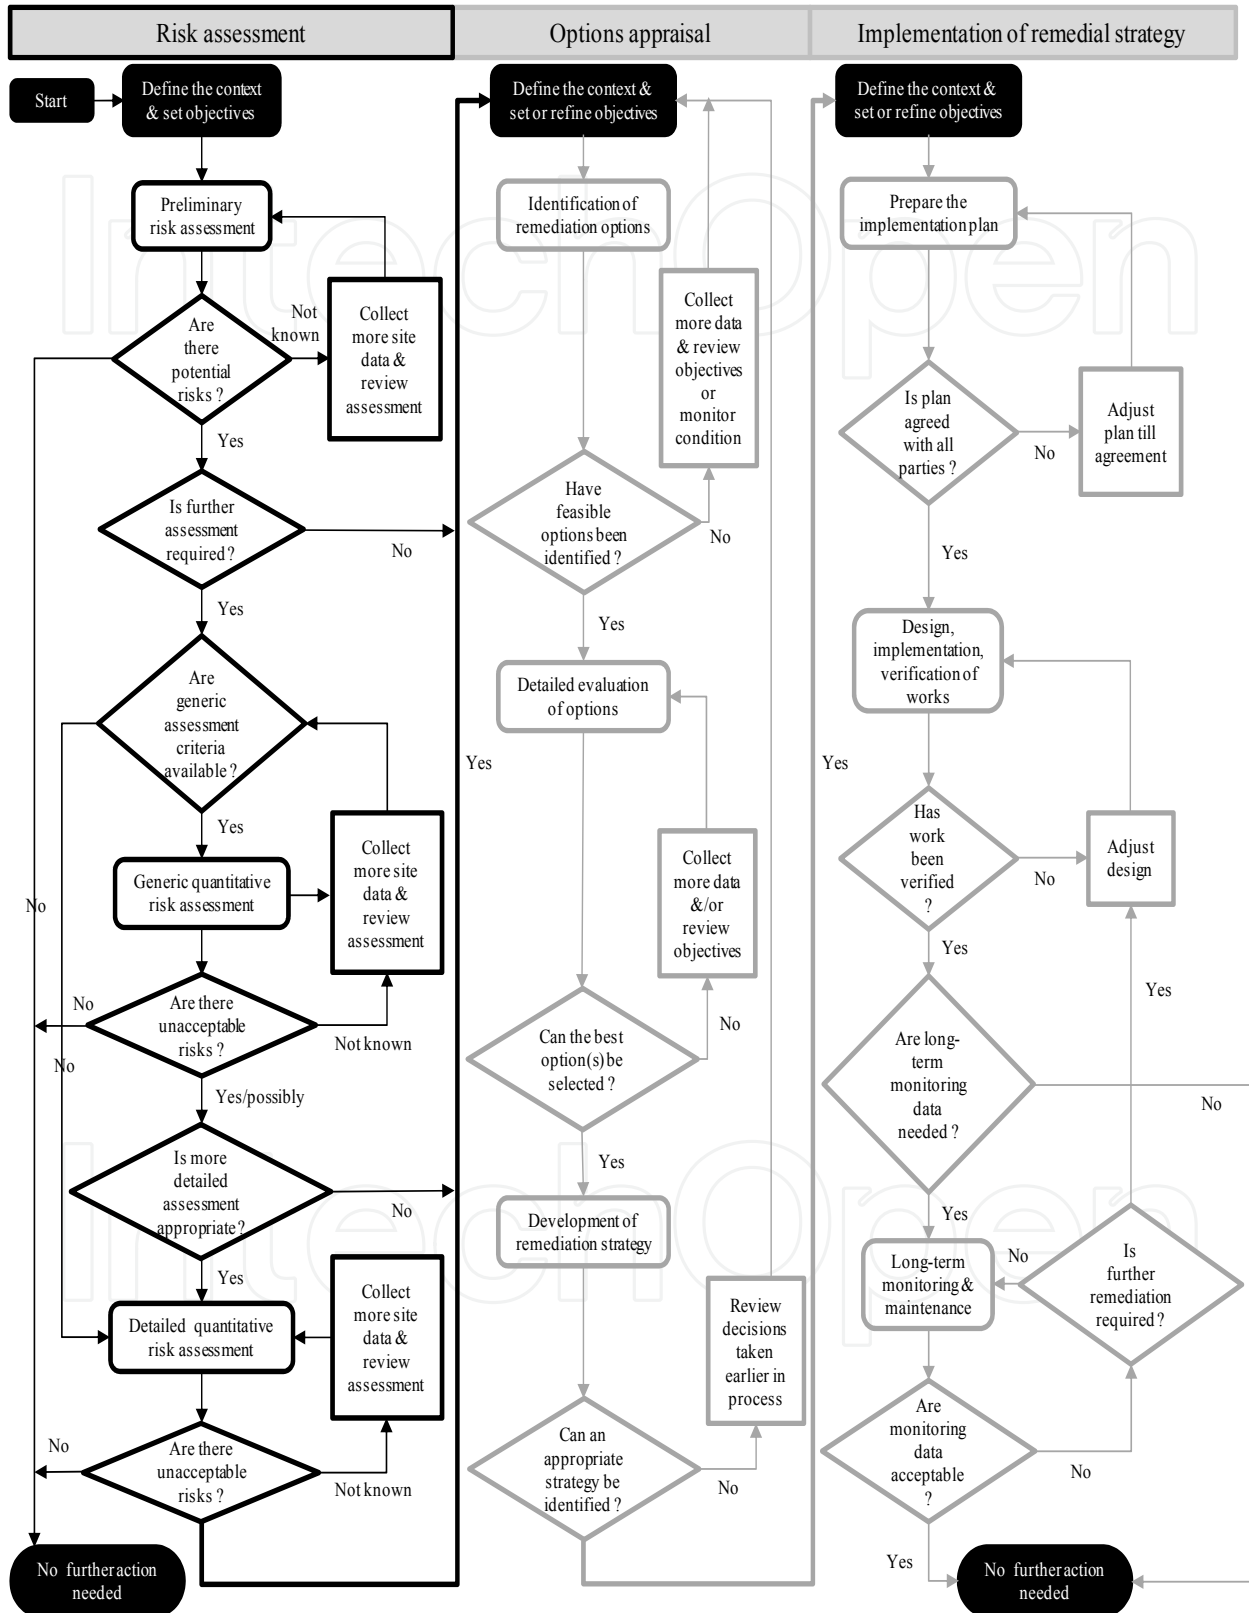 Risk assessment
Options appraisal
Implementation of remedial strategy
Start
Define the context
& set objectives
Preliminary
risk assessment
Are
there
potential
risks ?
Not
known
Collect
more site
data &
review
assessment
Yes
Is further
assessment
required ?
No
Yes
Are
generic
assessment
criteria
available ?
Yes
Generic quantitative
risk assessment
Collect
more site
data &
review
assessment
No
No
Are there
unacceptable
risks ?
Not known
No
Yes/possibly
Is more
detailed
assessment
appropriate ?
No
Yes
Detailed quantitative
risk assessment
Collect
more site
data &
review
assessment
No
Are there
unacceptable
risks ?
Not known
No further action
needed
Yes
Define the context &
set or refine objectives
Identification of
remediation options
Collect
more data
& review
objectives
or
monitor
condition
Have
feasible
options been
identified ?
No
Yes
Detailed evaluation
of options
Collect
more data
&/or
review
objectives
Can the best
option(s) be
selected ?
No
Yes
Development of
remediation strategy
Review
decisions
taken
earlier in
process
Can an
appropriate
strategy be
identified ?
No
Yes
Define the context &
set or refine objectives
Prepare the
implementation plan
Is plan
agreed
with all
parties ?
No
Adjust
plan till
agreement
Yes
Design,
implementation,
verification of
works
Has
work
been
verified
?
No
Adjust
design
Yes
Yes
Are long-
term
monitoring
data
needed ?
No
Yes
Long-term
monitoring &
maintenance
No
Is
further
remediation
required ?
Are
monitoring
data
acceptable
?
No
Yes
No further action
needed
IntechOpen
IntechOpen